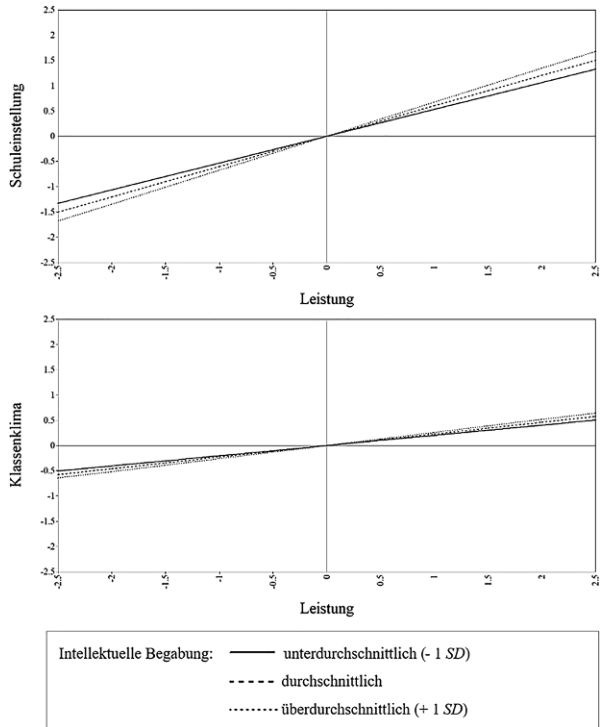 2.5
2
1.5
1
0.5
0
-0.5
-1
-1.5
-2
2.5
Schuleinstellung
-2.5 -2 -1.5 -1 -0.5 0 0.5 1 1.5 2 2.5
Leistung
2.5
2
1.5
1
0.5
0
-0.5
-1
-1.5
-2
2.5
Klassenklima
-2.5 -2 -1.5 -1 -0.5 0 0.5 1 1.5 2 2.5
Leistung
Intellektuelle Begabung: unterdurchschnittlich (- 1 SD)
durchschnittlich
überdurchschnittlich (+ 1 SD)